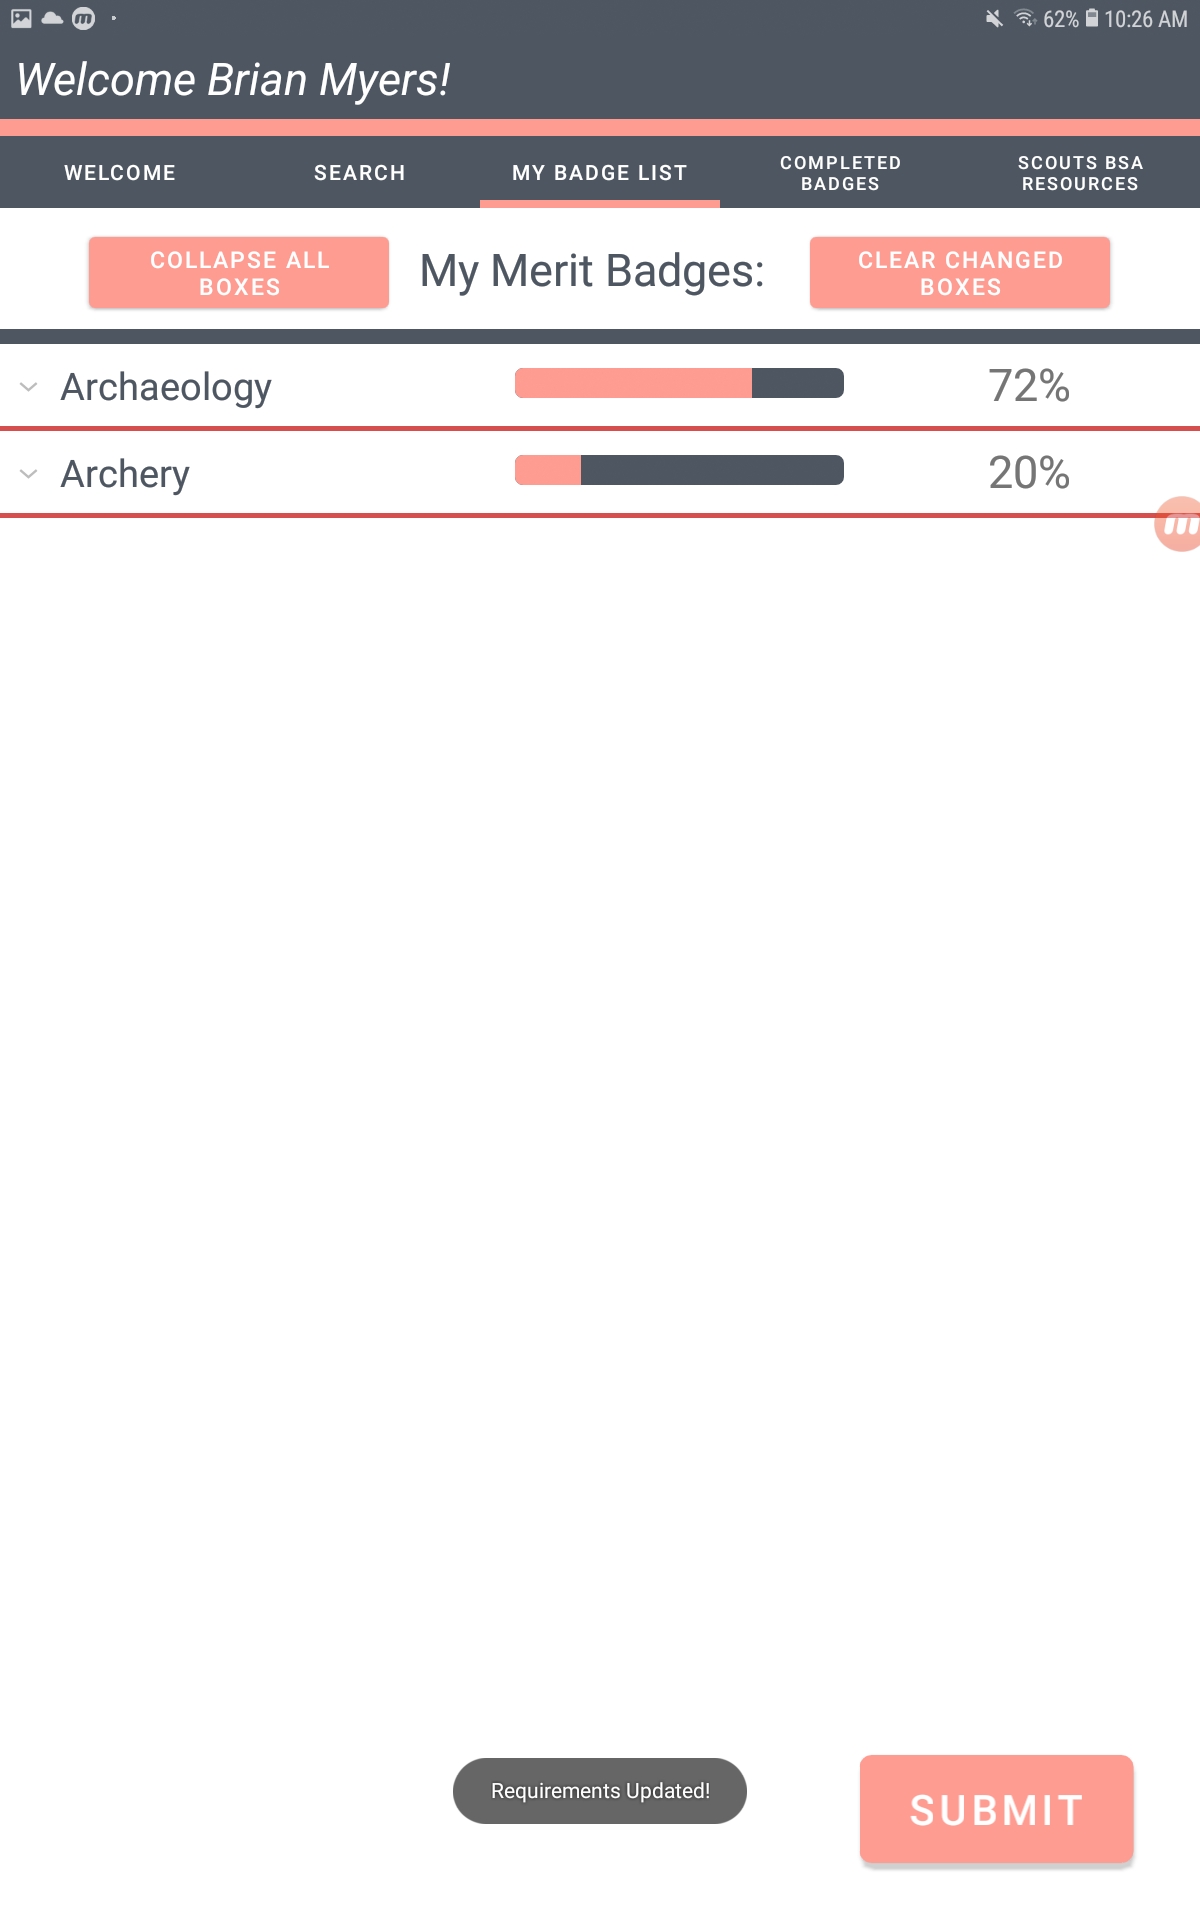 62% 10:26 AM
Welcome Brian Myers!
WELCOME
SEARCH
MY BADGE LIST
COMPLETED
BADGES
SCOUTS BSA
RESOURCES
COLLAPSE ALL
BOXES
My Merit Badges:
CLEAR CHANGED
BOXES
Archaeology
72%
Archery
20%
Requirements Updated!
SUBMIT